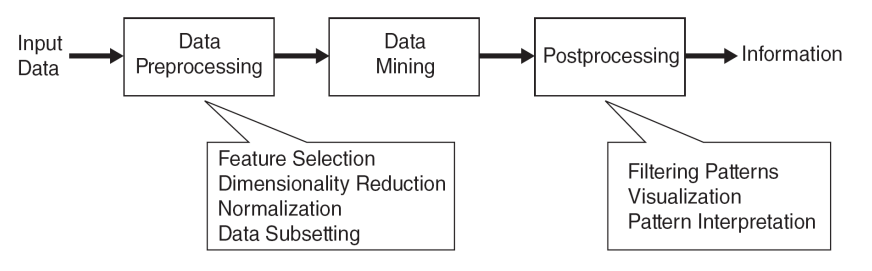 Input
Data
Data
Preprocessing
Data
Mining
Postprocessing
Information
Feature Selection
Dimensionality Reduction
Normalization
Data Subsetting
Filtering Patterns
Visualization
Pattern Interpretation